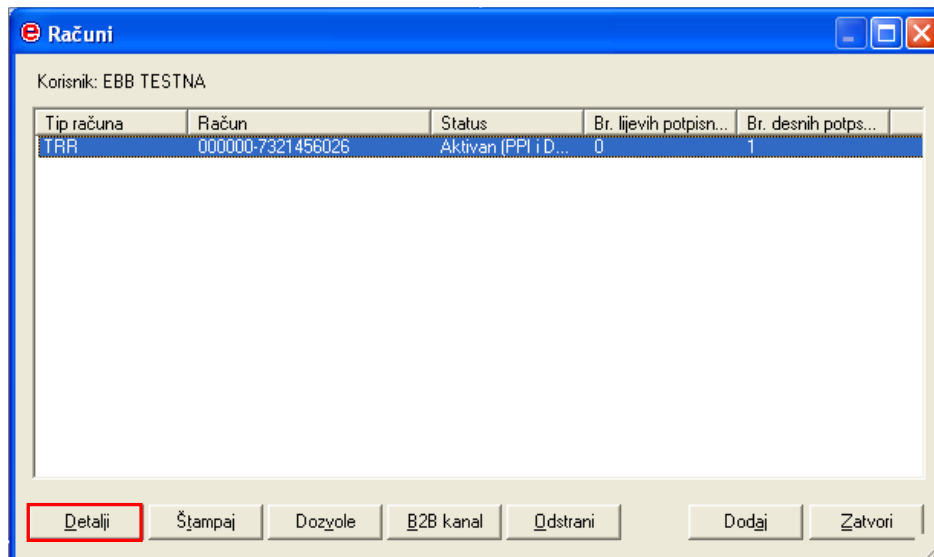 e Računi
Korisnik: EBB TESTNA
Tip računa Račun Status Br. lijevih potpisn... Br. desnih potps...
TRR 000000-7321456026 Aktivan (PPI i D... 0 1
Detalji Štampaj Dozvole B2B kanal Odstrani Dodaj Zatvori